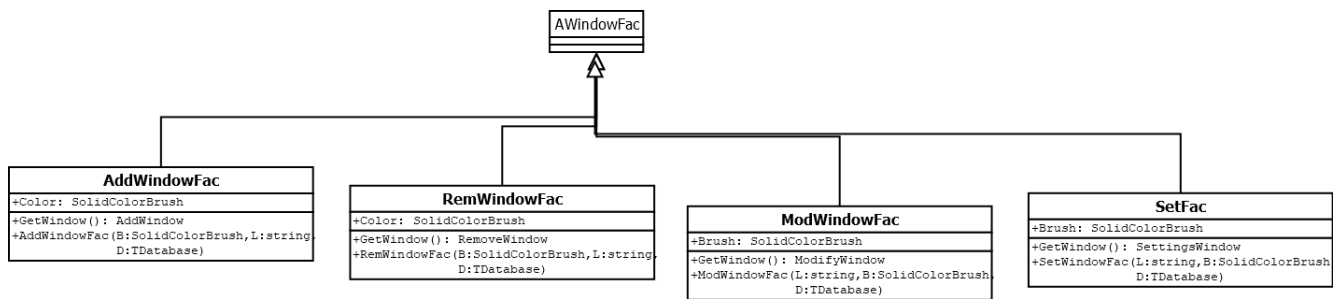 AWindowFac
AddWindowFac
+Color: SolidColorBrush
+GetWindow(): AddWindow
+AddWindowFac(B:SolidColorBrush,L:string,
D:TDatabase)
RemWindowFac
+Color: SolidColorBrush
+GetWindow(): RemoveWindow
+RemWindowFac(B:SolidColorBrush,L:string,
D:TDatabase)
ModWindowFac
+Brush: SolidColorBrush
+GetWindow(): ModifyWindow
+ModWindowFac(L:string,B:SolidColorBrush,
D:TDatabase)
SetFac
+Brush: SolidColorBrush
+GetWindow(): SettingsWindow
+SetWindowFac(L:string,B:SolidColorBrush,
D:TDatabase)